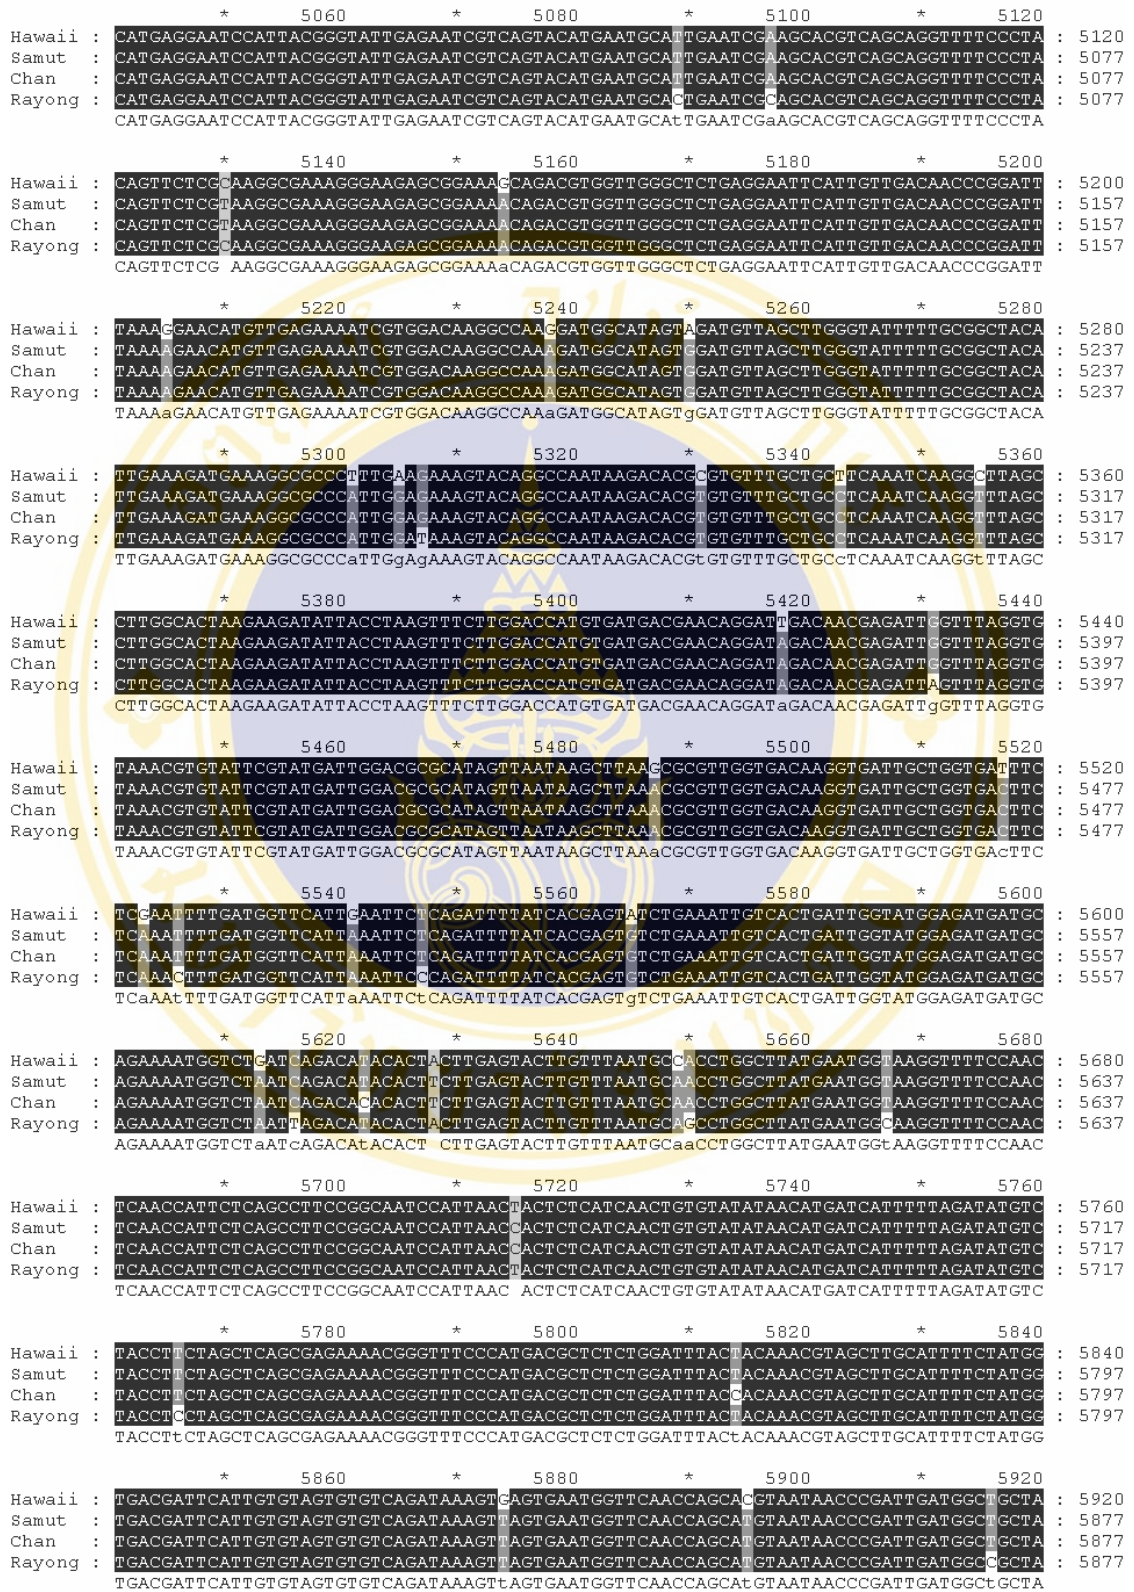 * 5060 * 5080 * 5100 * 5120
Hawaii : CATGAGGAATCCATTACGGGTATTGAGAATCGTCAGTACATGAATGCATTGAATCGAAGCACGTCAGCAGGTTTTCCCTA : 5120
Samut : CATGAGGAATCCATTACGGGTATTGAGAATCGTCAGTACATGAATGCATTGAATCGAAGCACGTCAGCAGGTTTTCCCTA : 5077
Chan : CATGAGGAATCCATTACGGGTATTGAGAATCGTCAGTACATGAATGCATTGAATCGAAGCACGTCAGCAGGTTTTCCCTA : 5077
Rayong : CATGAGGAATCCATTACGGGTATTGAGAATCGTCAGTACATGAATGCACTGAATCGCAGCACGTCAGCAGGTTTTCCCTA : 5077
CATGAGGAATCCATTACGGGTATTGAGAATCGTCAGTACATGAATGCAtTGAATCGaAGCACGTCAGCAGGTTTTCCCTA
* 5140 * 5160 * 5180 * 5200
Hawaii : CAGTTCTCGCAAGGCGAAAGGGAAGAGCGGAAAGCAGACGTGGTTGGGCTCTGAGGAATTCATTGTTGACAACCCGGATT : 5200
Samut : CAGTTCTCGTAAGGCGAAAGGGAAGAGCGGAAAACAGACGTGGTTGGGCTCTGAGGAATTCATTGTTGACAACCCGGATT : 5157
Chan : CAGTTCTCGTAAGGCGAAAGGGAAGAGCGGAAAACAGACGTGGTTGGGCTCTGAGGAATTCATTGTTGACAACCCGGATT : 5157
Rayong : CAGTTCTCGCAAGGCGAAAGGGAAGAGCGGAAAACAGACGTGGTTGGGCTCTGAGGAATTCATTGTTGACAACCCGGATT : 5157
CAGTTCTCG AAGGCGAAAGGGAAGAGCGGAAAaCAGACGTGGTTGGGCTCTGAGGAATTCATTGTTGACAACCCGGATT
* 5220 * 5240 * 5260 * 5280
Hawaii : TAAAGGAACATGTTGAGAAAATCGTGGACAAGGCCAAGGATGGCATAGTAGATGTTAGCTTGGGTATTTTTGCGGCTACA : 5280
Samut : TAAAAGAACATGTTGAGAAAATCGTGGACAAGGCCAAAGATGGCATAGTGGATGTTAGCTTGGGTATTTTTGCGGCTACA : 5237
Chan : TAAAAGAACATGTTGAGAAAATCGTGGACAAGGCCAAAGATGGCATAGTGGATGTTAGCTTGGGTATTTTTGCGGCTACA : 5237
Rayong : TAAAAGAACATGTTGAGAAAATCGTGGACAAGGCCAAAGATGGCATAGTGGATGTTAGCTTGGGTATTTTTGCGGCTACA : 5237
TAAAaGAACATGTTGAGAAAATCGTGGACAAGGCCAAaGATGGCATAGTgGATGTTAGCTTGGGTATTTTTGCGGCTACA
* 5300 * 5320 * 5340 * 5360
Hawaii : TTGAAAGATGAAAGGCGCCCTTTGAAGAAAGTACAGGCCAATAAGACACGCGTGTTTGCTGCTTCAAATCAAGGCTTAGC : 5360
Samut : TTGAAAGATGAAAGGCGCCCATTGGAGAAAGTACAGGCCAATAAGACACGTGTGTTTGCTGCCTCAAATCAAGGTTTAGC : 5317
Chan : TTGAAAGATGAAAGGCGCCCATTGGAGAAAGTACAGGCCAATAAGACACGTGTGTTTGCTGCCTCAAATCAAGGTTTAGC : 5317
Rayong : TTGAAAGATGAAAGGCGCCCATTGGATAAAGTACAGGCCAATAAGACACGTGTGTTTGCTGCCTCAAATCAAGGTTTAGC : 5317
TTGAAAGATGAAAGGCGCCCaTTGgAgAAAGTACAGGCCAATAAGACACGtGTGTTTGCTGCcTCAAATCAAGGtTTAGC
* 5380 * 5400 * 5420 * 5440
Hawaii : CTTGGCACTAAGAAGATATTACCTAAGTTTCTTGGACCATGTGATGACGAACAGGATTGACAACGAGATTGGTTTAGGTG : 5440
Samut : CTTGGCACTAAGAAGATATTACCTAAGTTTCTTGGACCATGTGATGACGAACAGGATAGACAACGAGATTGGTTTAGGTG : 5397
Chan : CTTGGCACTAAGAAGATATTACCTAAGTTTCTTGGACCATGTGATGACGAACAGGATAGACAACGAGATTGGTTTAGGTG : 5397
Rayong : CTTGGCACTAAGAAGATATTACCTAAGTTTCTTGGACCATGTGATGACGAACAGGATAGACAACGAGATTAGTTTAGGTG : 5397
CTTGGCACTAAGAAGATATTACCTAAGTTTCTTGGACCATGTGATGACGAACAGGATaGACAACGAGATTgGTTTAGGTG
* 5460 * 5480 * 5500 * 5520
Hawaii : TAAACGTGTATTCGTATGATTGGACGCGCATAGTTAATAAGCTTAAGCGCGTTGGTGACAAGGTGATTGCTGGTGATTTC : 5520
Samut : TAAACGTGTATTCGTATGATTGGACGCGCATAGTTAATAAGCTTAAACGCGTTGGTGACAAGGTGATTGCTGGTGACTTC : 5477
Chan : TAAACGTGTATTCGTATGATTGGACGCGCATAGTTAATAAGCTTAAACGCGTTGGTGACAAGGTGATTGCTGGTGACTTC : 5477
Rayong : TAAACGTGTATTCGTATGATTGGACGCGCATAGTTAATAAGCTTAAACGCGTTGGTGACAAGGTGATTGCTGGTGACTTC : 5477
TAAACGTGTATTCGTATGATTGGACGCGCATAGTTAATAAGCTTAAaCGCGTTGGTGACAAGGTGATTGCTGGTGAcTTC
* 5540 * 5560 * 5580 * 5600
Hawaii : TCGAATTTTGATGGTTCATTGAATTCTCAGATTTTATCACGAGTATCTGAAATTGTCACTGATTGGTATGGAGATGATGC : 5600
Samut : TCAAATTTTGATGGTTCATTAAATTCTCAGATTTTATCACGAGTGTCTGAAATTGTCACTGATTGGTATGGAGATGATGC : 5557
Chan : TCAAATTTTGATGGTTCATTAAATTCTCAGATTTTATCACGAGTGTCTGAAATTGTCACTGATTGGTATGGAGATGATGC : 5557
Rayong : TCAAACTTTGATGGTTCATTAAATTCCCAGATTTTATCACGAGTGTCTGAAATTGTCACTGATTGGTATGGAGATGATGC : 5557
TCaAAtTTTGATGGTTCATTaAATTCtCAGATTTTATCACGAGTgTCTGAAATTGTCACTGATTGGTATGGAGATGATGC
* 5620 * 5640 * 5660 * 5680
Hawaii : AGAAAATGGTCTGATCAGACATACACTACTTGAGTACTTGTTTAATGCCACCTGGCTTATGAATGGTAAGGTTTTCCAAC : 5680
Samut : AGAAAATGGTCTAATCAGACATACACTTCTTGAGTACTTGTTTAATGCAACCTGGCTTATGAATGGTAAGGTTTTCCAAC : 5637
Chan : AGAAAATGGTCTAATCAGACACACACTTCTTGAGTACTTGTTTAATGCAACCTGGCTTATGAATGGTAAGGTTTTCCAAC : 5637
Rayong : AGAAAATGGTCTAATTAGACATACACTACTTGAGTACTTGTTTAATGCAGCCTGGCTTATGAATGGCAAGGTTTTCCAAC : 5637
AGAAAATGGTCTaATcAGACAtACACT CTTGAGTACTTGTTTAATGCaaCCTGGCTTATGAATGGtAAGGTTTTCCAAC
* 5700 * 5720 * 5740 * 5760
Hawaii : TCAACCATTCTCAGCCTTCCGGCAATCCATTAACTACTCTCATCAACTGTGTATATAACATGATCATTTTTAGATATGTC : 5760
Samut : TCAACCATTCTCAGCCTTCCGGCAATCCATTAACCACTCTCATCAACTGTGTATATAACATGATCATTTTTAGATATGTC : 5717
Chan : TCAACCATTCTCAGCCTTCCGGCAATCCATTAACCACTCTCATCAACTGTGTATATAACATGATCATTTTTAGATATGTC : 5717
Rayong : TCAACCATTCTCAGCCTTCCGGCAATCCATTAACTACTCTCATCAACTGTGTATATAACATGATCATTTTTAGATATGTC : 5717
TCAACCATTCTCAGCCTTCCGGCAATCCATTAAC ACTCTCATCAACTGTGTATATAACATGATCATTTTTAGATATGTC
* 5780 * 5800 * 5820 * 5840
Hawaii : TACCTTCTAGCTCAGCGAGAAAACGGGTTTCCCATGACGCTCTCTGGATTTACTACAAACGTAGCTTGCATTTTCTATGG : 5840
Samut : TACCTTCTAGCTCAGCGAGAAAACGGGTTTCCCATGACGCTCTCTGGATTTACTACAAACGTAGCTTGCATTTTCTATGG : 5797
Chan : TACCTTCTAGCTCAGCGAGAAAACGGGTTTCCCATGACGCTCTCTGGATTTACCACAAACGTAGCTTGCATTTTCTATGG : 5797
Rayong : TACCTCCTAGCTCAGCGAGAAAACGGGTTTCCCATGACGCTCTCTGGATTTACTACAAACGTAGCTTGCATTTTCTATGG : 5797
TACCTtCTAGCTCAGCGAGAAAACGGGTTTCCCATGACGCTCTCTGGATTTACtACAAACGTAGCTTGCATTTTCTATGG
* 5860 * 5880 * 5900 * 5920
Hawaii : TGACGATTCATTGTGTAGTGTGTCAGATAAAGTGAGTGAATGGTTCAACCAGCACGTAATAACCCGATTGATGGCTGCTA : 5920
Samut : TGACGATTCATTGTGTAGTGTGTCAGATAAAGTTAGTGAATGGTTCAACCAGCATGTAATAACCCGATTGATGGCTGCTA : 5877
Chan : TGACGATTCATTGTGTAGTGTGTCAGATAAAGTTAGTGAATGGTTCAACCAGCATGTAATAACCCGATTGATGGCTGCTA : 5877
Rayong : TGACGATTCATTGTGTAGTGTGTCAGATAAAGTTAGTGAATGGTTCAACCAGCATGTAATAACCCGATTGATGGCCGCTA : 5877
TGACGATTCATTGTGTAGTGTGTCAGATAAAGTtAGTGAATGGTTCAACCAGCAtGTAATAACCCGATTGATGGCtGCTA